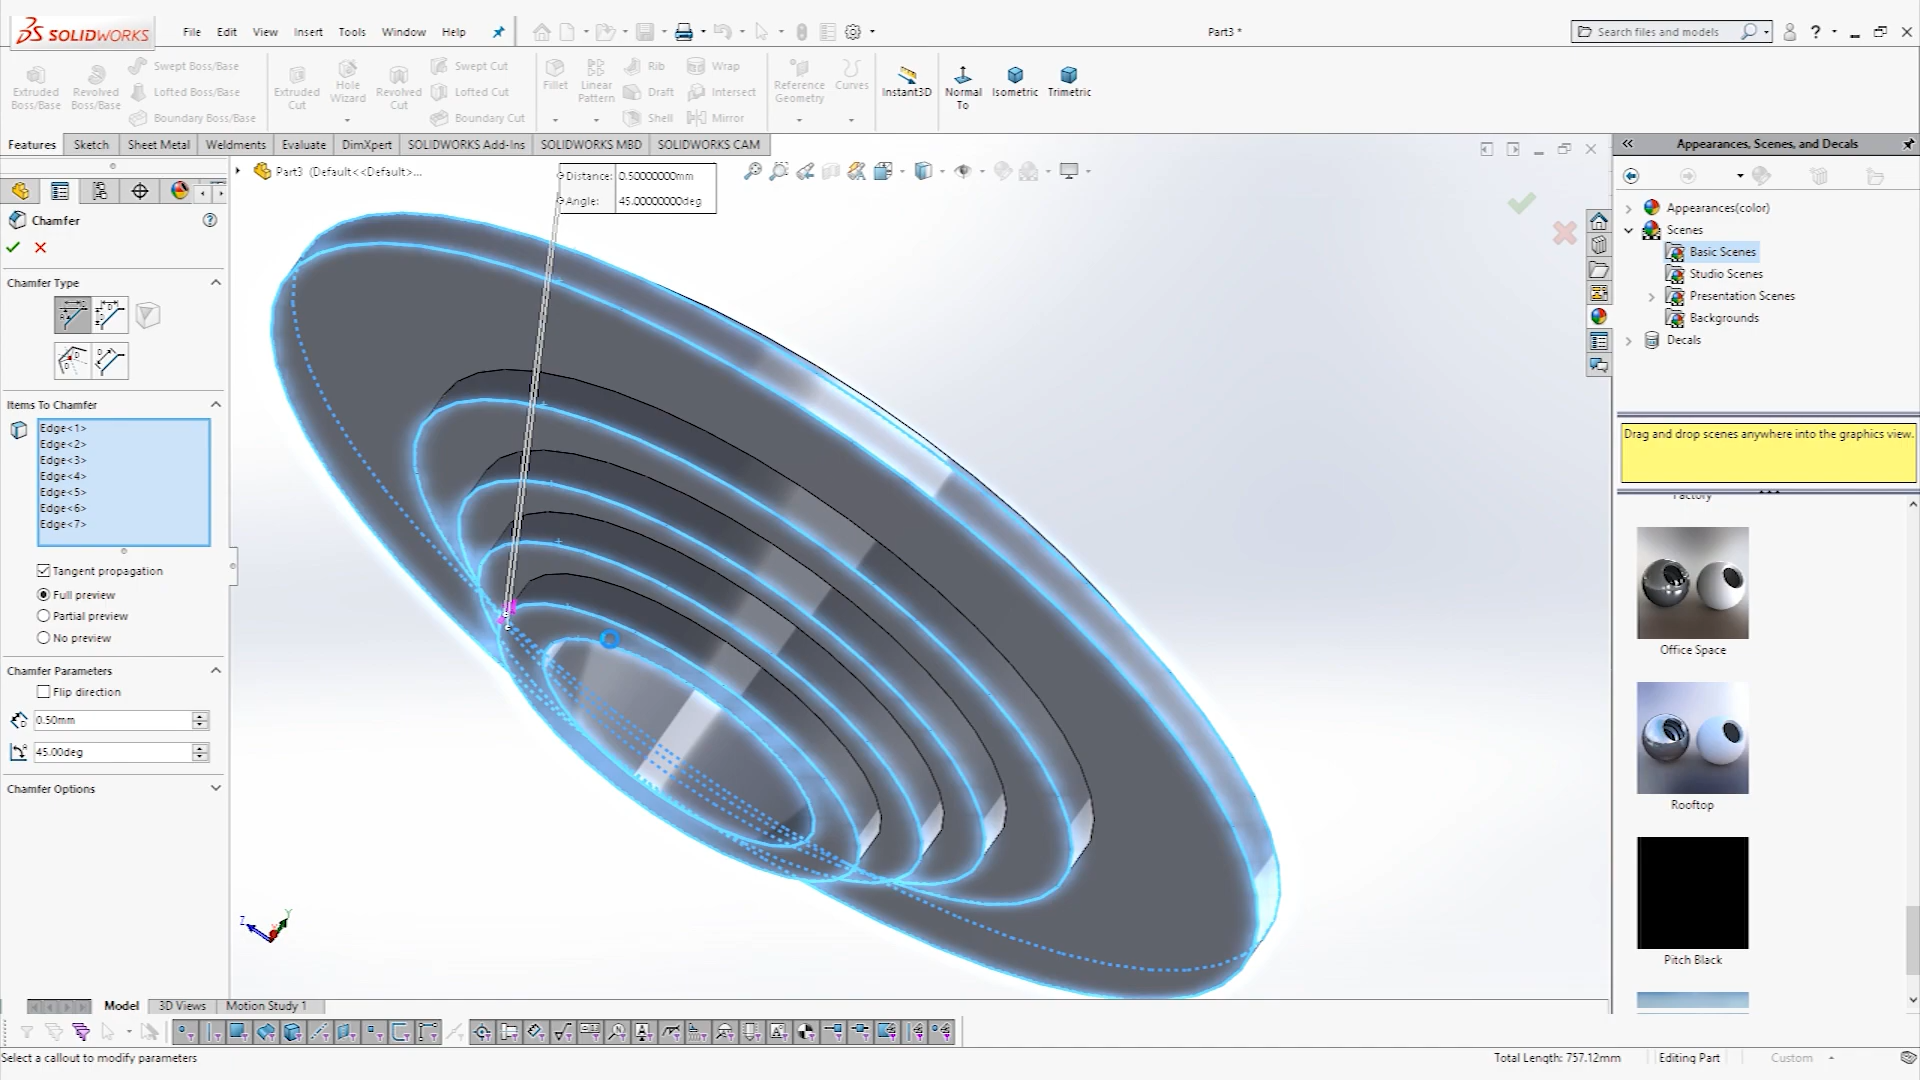 SOLIDWORKS
File Edit View Insert Tools Window Help
Part3 *
Search files and models
Extruded Boss/Base
Revolved Boss/Base
Swept Boss/Base
Lofted Boss/Base
Boundary Boss/Base
Extruded Cut
Hole Wizard
Revolved Cut
Swept Cut
Lofted Cut
Boundary Cut
Fillet
Linear Pattern
Rib
Draft
Shell
Wrap
Intersect
Mirror
Reference Geometry
Curves
Instant3D
Normal To
Isometric
Trimetric
Features Sketch Sheet Metal Weldments Evaluate DimXpert SOLIDWORKS Add-Ins SOLIDWORKS MBD SOLIDWORKS CAM
Part3 (Default<<Default>...
Distance: 0.50000000mm
Angle: 45.00000000deg
Chamfer
Chamfer Type
Items To Chamfer
Edge<1>
Edge<2>
Edge<3>
Edge<4>
Edge<5>
Edge<6>
Edge<7>
Tangent propagation
Full preview
Partial preview
No preview
Chamfer Parameters
Flip direction
0.50mm
45.00deg
Chamfer Options
Z
Y
Appearances, Scenes, and Decals
Appearances(color)
Scenes
Basic Scenes
Studio Scenes
Presentation Scenes
Backgrounds
Decals
Drag and drop scenes anywhere into the graphics view.
Factory
Office Space
Rooftop
Pitch Black
Model 3D Views Motion Study 1
Select a callout to modify parameters
Total Length: 757.12mm
Editing Part
Custom